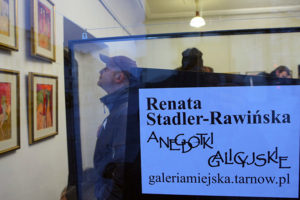 Renata
Stadler-Rawińska
ANEGDOTKI
GALICYJSKIE
galeriamiejska.tarnow.pl